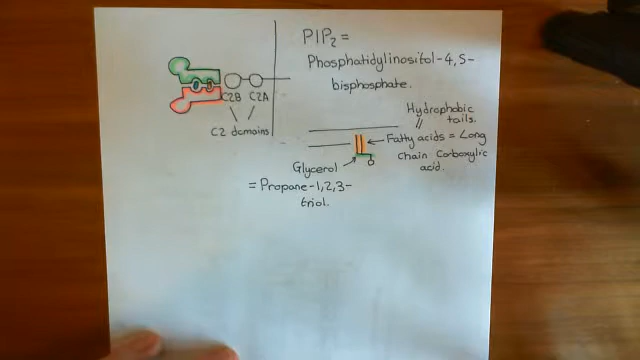 PIP2 =
Phosphatidylinositol-4,5-
bisphosphate.
C2B C2A
C2 domains
Hydrophobic
tails.
Fatty acids = Long
chain Carboxylic
acid.
Glycerol
= Propane-1,2,3-
triol.